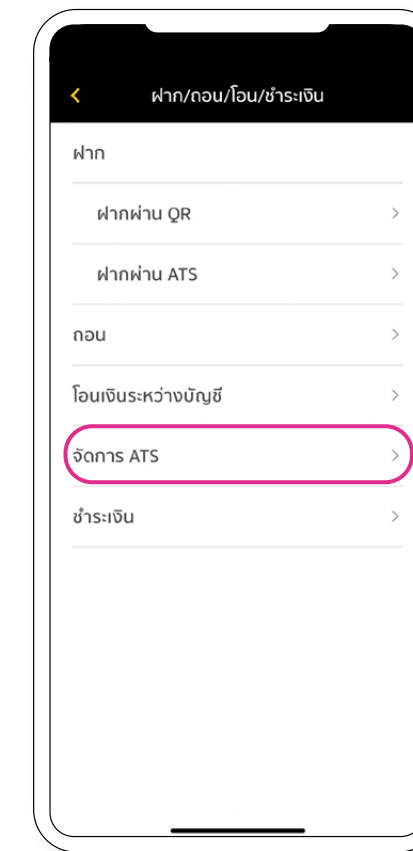 ฝาก/ถอน/โอน/ชำระเงิน
ฝาก
ฝากผ่าน QR
ฝากผ่าน ATS
ถอน
โอนเงินระหว่างบัญชี
จัดการ ATS
ชำระเงิน